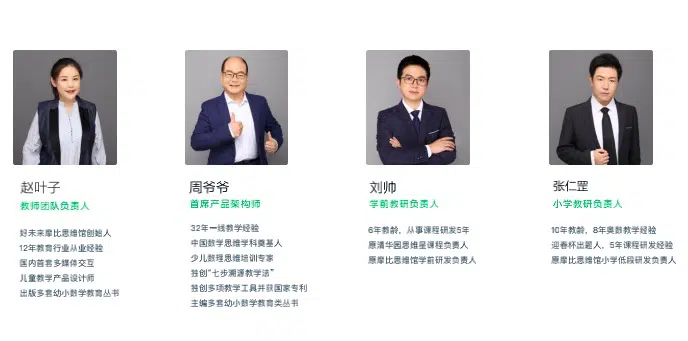 赵叶子
教师团队负责人
好未来摩比思维馆创始人
12年教育行业从业经验
国内首套多媒体交互
儿童教学产品设计师
出版多套幼小数学教育丛书
周爷爷
首席产品架构师
32年一线教学经验
中国数学思维学科奠基人
少儿数理思维培训专家
独创“七步溯源教学法”
独创多项教学工具并获国家专利
主编多套幼小数学教育类丛书
刘帅
学前教研负责人
6年教龄，从事课程研发5年
原清华园思维星课程负责人
原摩比思维馆学前研发负责人
张仁罡
小学教研负责人
10年教龄，8年奥数教学经验
迎春杯出题人，5年课程研发经验
原摩比思维馆小学低段研发负责人